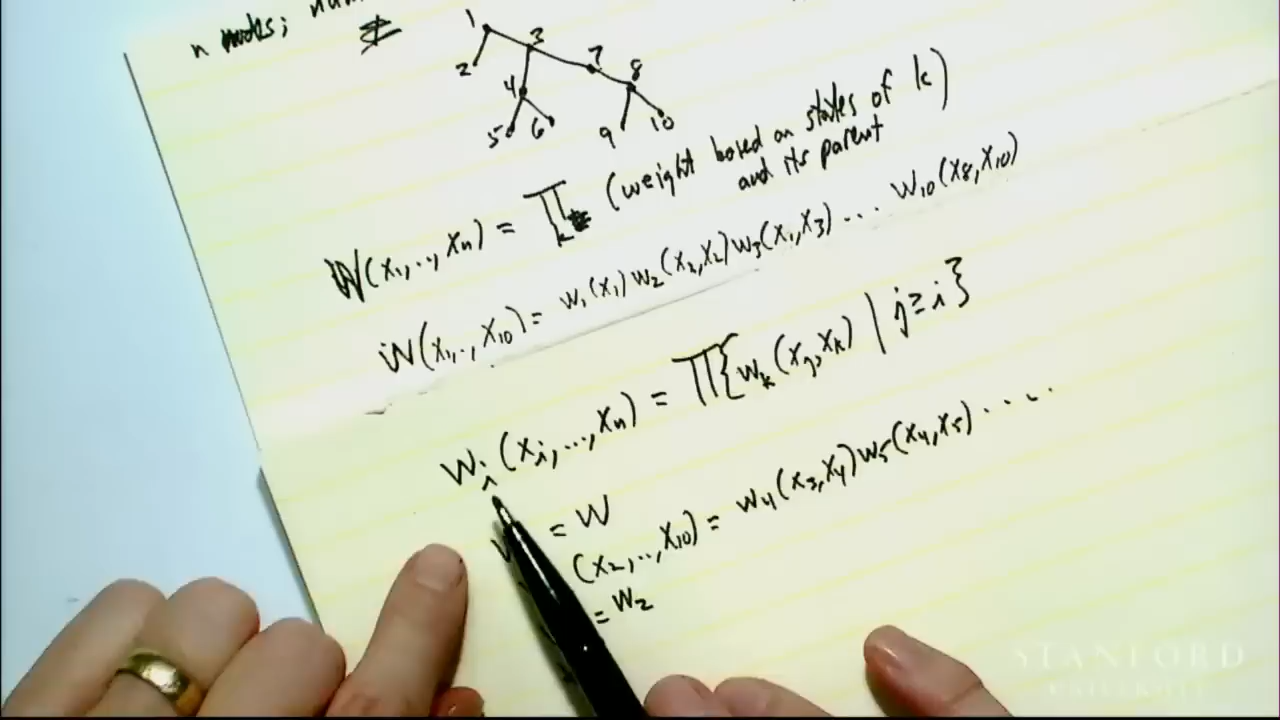 n nodes;
1
2 3 7
4 8
5 6 9 10
W(x₁,..,xₙ) = ∏ₖ (weight based on states of k)
and its parent
W(x₁,..,x₁₀) = w₁(x₁) w₂(x₂,x₂) w₃(x₁,x₃) ... w₁₀(x₈,x₁₀)
Wᵢ(xᵢ,...,xₙ) = ∏{wₖ(xⱼ,xₖ) | j≥i}
= W
(x₂,..,x₁₀) = w₄(x₃,x₄) w₅(x₄,x₅) .....
= W₂
STANFORD
UNIVERSITY